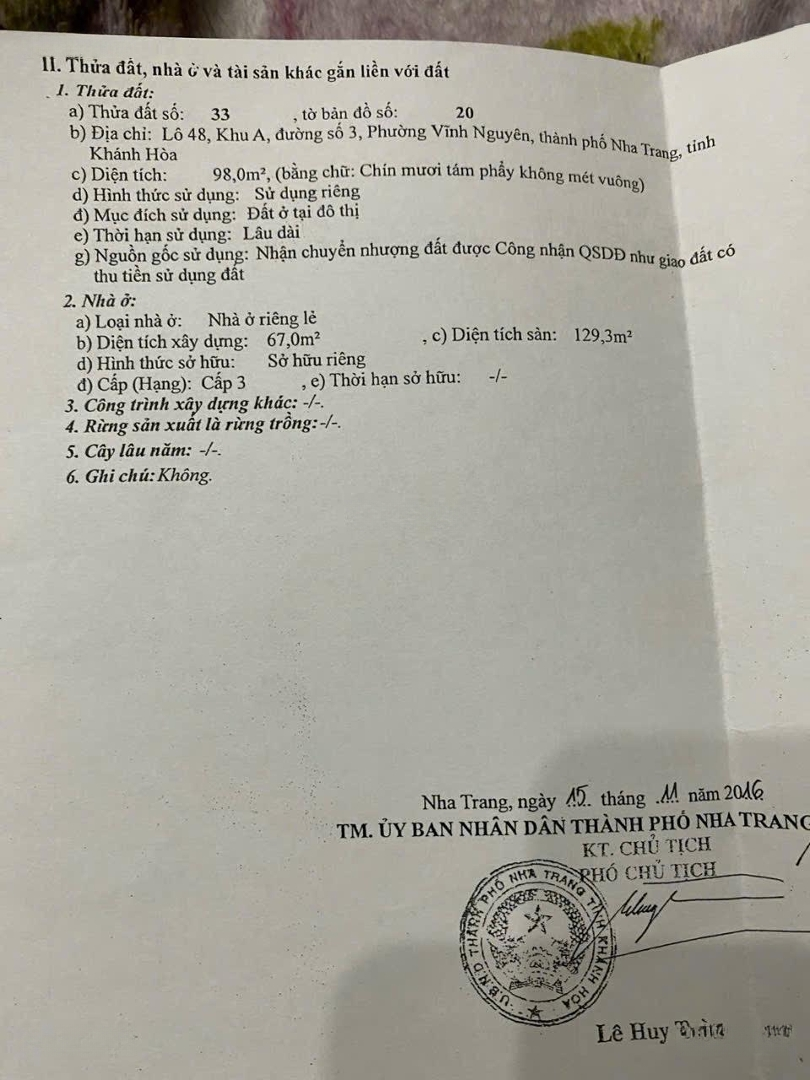 II. Thửa đất, nhà ở và tài sản khác gắn liền với đất
1. Thửa đất:
a) Thửa đất số: 33 , tờ bản đồ số: 20
b) Địa chỉ: Lô 48, Khu A, đường số 3, Phường Vĩnh Nguyên, thành phố Nha Trang, tỉnh
Khánh Hòa
c) Diện tích: 98,0m², (bằng chữ: Chín mươi tám phẩy không mét vuông)
d) Hình thức sử dụng: Sử dụng riêng
đ) Mục đích sử dụng: Đất ở tại đô thị
e) Thời hạn sử dụng: Lâu dài
g) Nguồn gốc sử dụng: Nhận chuyển nhượng đất được Công nhận QSDĐ như giao đất có
thu tiền sử dụng đất
2. Nhà ở:
a) Loại nhà ở: Nhà ở riêng lẻ
b) Diện tích xây dựng: 67,0m² , c) Diện tích sàn: 129,3m²
d) Hình thức sở hữu: Sở hữu riêng
đ) Cấp (Hạng): Cấp 3 , e) Thời hạn sở hữu: -/-
3. Công trình xây dựng khác: -/-.
4. Rừng sản xuất là rừng trồng: -/-.
5. Cây lâu năm: -/-.
6. Ghi chú: Không.
Nha Trang, ngày 15. tháng .11 năm 2016
TM. ỦY BAN NHÂN DÂN THÀNH PHỐ NHA TRANG
KT. CHỦ TỊCH
PHÓ CHỦ TỊCH
U.B.N.D THÀNH PHỐ NHA TRANG TỈNH KHÁNH HÒA
Lê Huy